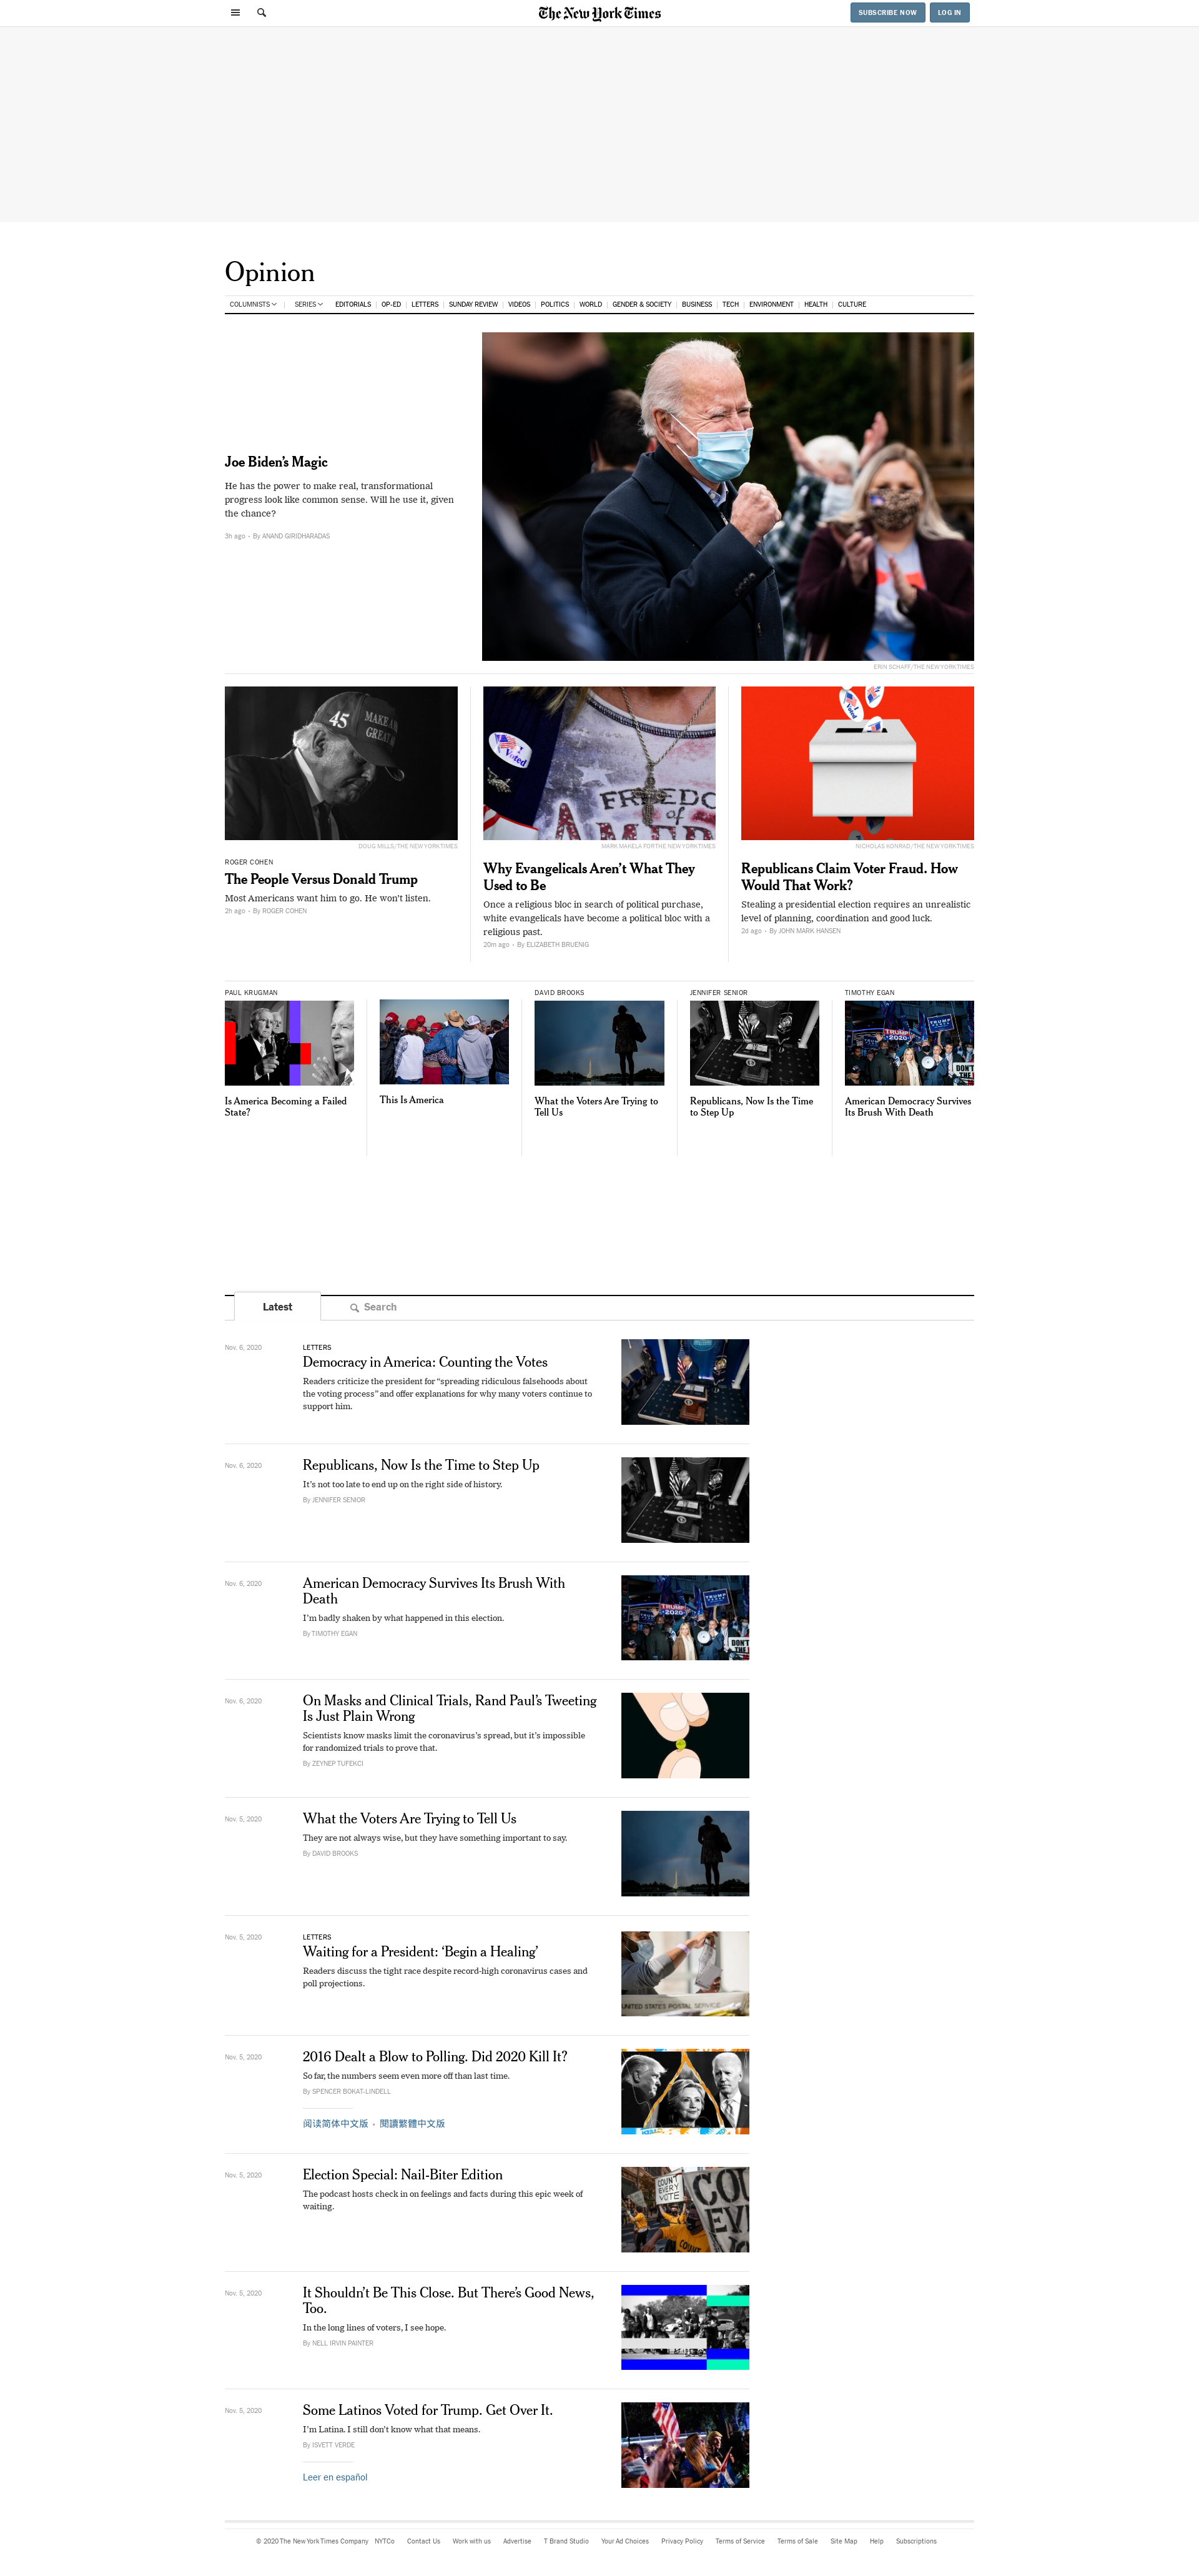 The New York Times
SUBSCRIBE NOW
LOG IN
Opinion
COLUMNISTS
SERIES
EDITORIALS
OP-ED
LETTERS
SUNDAY REVIEW
VIDEOS
POLITICS
WORLD
GENDER & SOCIETY
BUSINESS
TECH
ENVIRONMENT
HEALTH
CULTURE
Joe Biden's Magic
He has the power to make real, transformational
progress look like common sense. Will he use it, given
the chance?
3h ago • By ANAND GIRIDHARADAS
ERIN SCHAFF/THE NEW YORK TIMES
45
MAKE A
GREAT
DOUG MILLS/THE NEW YORK TIMES
ROGER COHEN
The People Versus Donald Trump
Most Americans want him to go. He won't listen.
2h ago • By ROGER COHEN
Voted
FREEDOM
of
MARK MAKELA FOR THE NEW YORK TIMES
Why Evangelicals Aren't What They
Used to Be
Once a religious bloc in search of political purchase,
white evangelicals have become a political bloc with a
religious past.
20m ago • By ELIZABETH BRUENIG
I Voted
NICHOLAS KONRAD/THE NEW YORK TIMES
Republicans Claim Voter Fraud. How
Would That Work?
Stealing a presidential election requires an unrealistic
level of planning, coordination and good luck.
2d ago • By JOHN MARK HANSEN
PAUL KRUGMAN
Is America Becoming a Failed
State?
This Is America
DAVID BROOKS
What the Voters Are Trying to
Tell Us
JENNIFER SENIOR
Republicans, Now Is the Time
to Step Up
TIMOTHY EGAN
TRUMP
2020
TRUMP
DON'T
American Democracy Survives
Its Brush With Death
Latest
Search
Nov. 6, 2020
LETTERS
Democracy in America: Counting the Votes
Readers criticize the president for “spreading ridiculous falsehoods about
the voting process” and offer explanations for why many voters continue to
support him.
Nov. 6, 2020
Republicans, Now Is the Time to Step Up
It's not too late to end up on the right side of history.
By JENNIFER SENIOR
Nov. 6, 2020
American Democracy Survives Its Brush With
Death
I'm badly shaken by what happened in this election.
By TIMOTHY EGAN
TRUMP
2020
TRUMP
DON'T
Nov. 6, 2020
On Masks and Clinical Trials, Rand Paul's Tweeting
Is Just Plain Wrong
Scientists know masks limit the coronavirus's spread, but it's impossible
for randomized trials to prove that.
By ZEYNEP TUFEKCI
Nov. 5, 2020
What the Voters Are Trying to Tell Us
They are not always wise, but they have something important to say.
By DAVID BROOKS
Nov. 5, 2020
LETTERS
Waiting for a President: ‘Begin a Healing’
Readers discuss the tight race despite record-high coronavirus cases and
poll projections.
UNITED STATES POSTAL SERVICE
Nov. 5, 2020
2016 Dealt a Blow to Polling. Did 2020 Kill It?
So far, the numbers seem even more off than last time.
By SPENCER BOKAT-LINDELL
阅读简体中文版 • 閱讀繁體中文版
Nov. 5, 2020
Election Special: Nail-Biter Edition
The podcast hosts check in on feelings and facts during this epic week of
waiting.
COUNT
EVERY
VOTE
COUNT
Nov. 5, 2020
It Shouldn't Be This Close. But There's Good News,
Too.
In the long lines of voters, I see hope.
By NELL IRVIN PAINTER
Nov. 5, 2020
Some Latinos Voted for Trump. Get Over It.
I'm Latina. I still don't know what that means.
By ISVETT VERDE
Leer en español
© 2020 The New York Times Company
NYTCo
Contact Us
Work with us
Advertise
T Brand Studio
Your Ad Choices
Privacy Policy
Terms of Service
Terms of Sale
Site Map
Help
Subscriptions